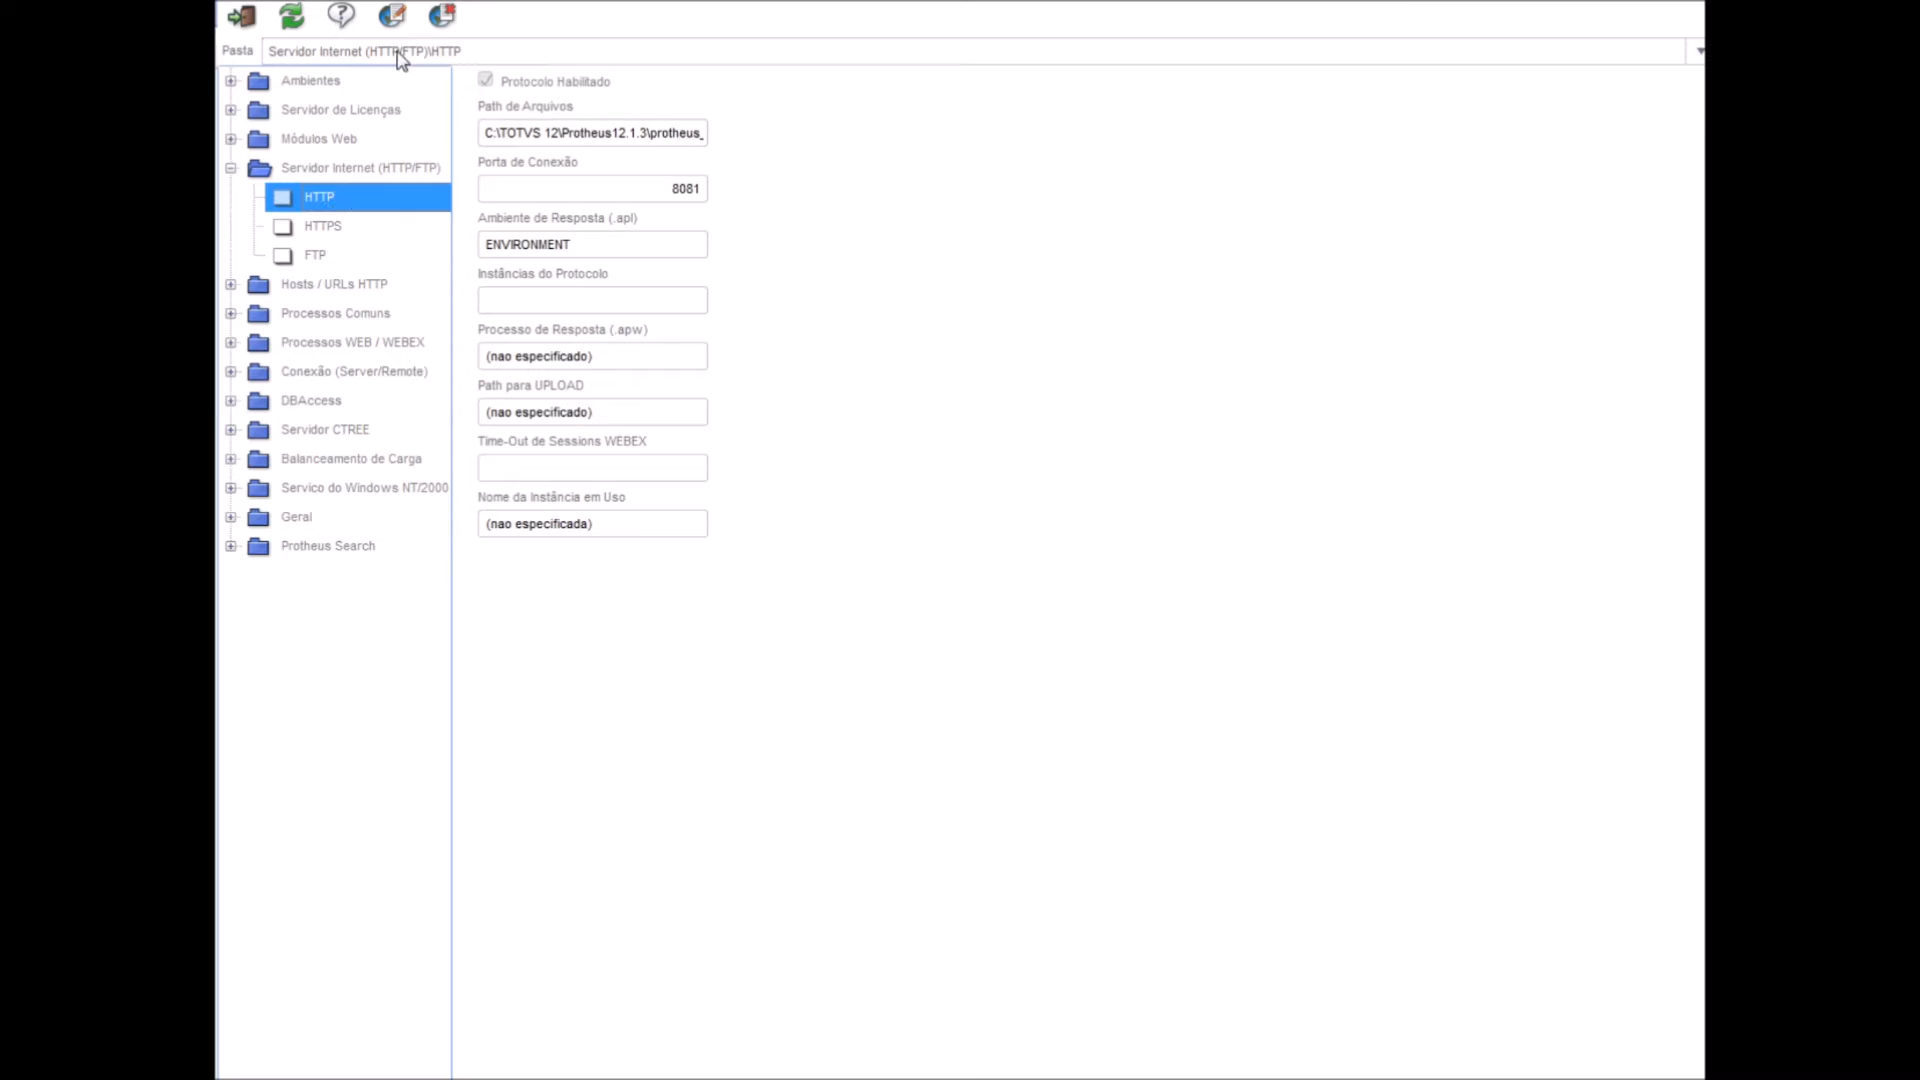 Pasta Servidor Internet (HTTP/FTP)\HTTP
Ambientes
Servidor de Licenças
Módulos Web
Servidor Internet (HTTP/FTP)
HTTP
HTTPS
FTP
Hosts / URLs HTTP
Processos Comuns
Processos WEB / WEBEX
Conexão (Server/Remote)
DBAccess
Servidor CTREE
Balanceamento de Carga
Servico do Windows NT/2000
Geral
Protheus Search
Protocolo Habilitado
Path de Arquivos
C:\TOTVS 12\Protheus12.1.3\protheus_
Porta de Conexão
8081
Ambiente de Resposta (.apl)
ENVIRONMENT
Instâncias do Protocolo
Processo de Resposta (.apw)
(nao especificado)
Path para UPLOAD
(nao especificado)
Time-Out de Sessions WEBEX
Nome da Instância em Uso
(nao especificada)